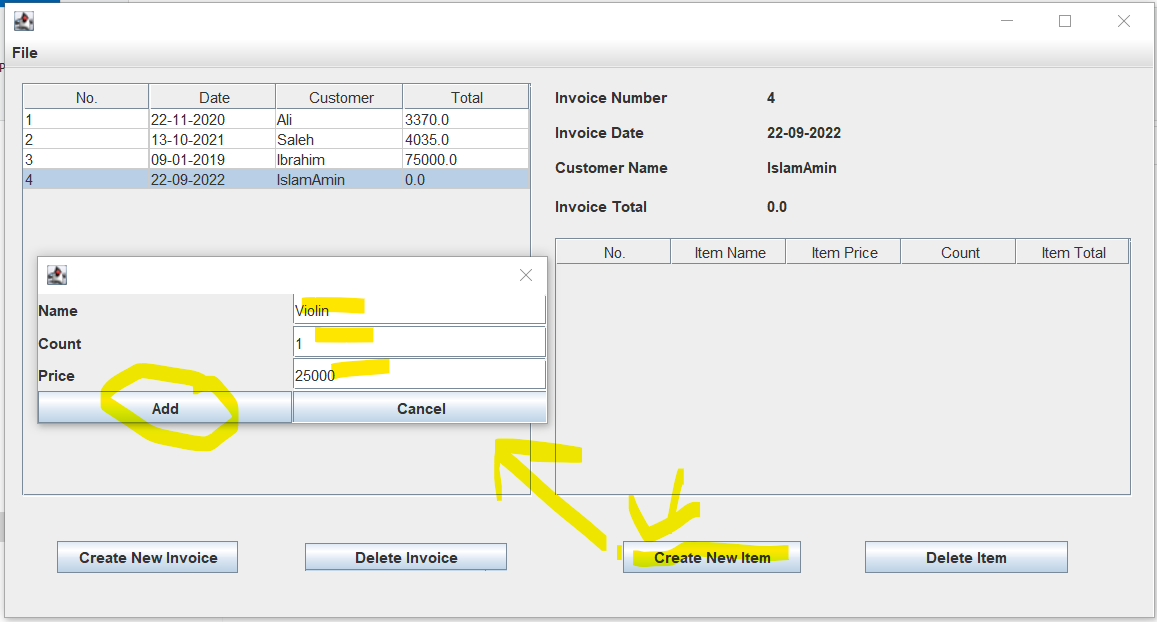 File
No. Date Customer Total
1 22-11-2020 Ali 3370.0
2 13-10-2021 Saleh 4035.0
3 09-01-2019 Ibrahim 75000.0
4 22-09-2022 IslamAmin 0.0
Invoice Number 4
Invoice Date 22-09-2022
Customer Name IslamAmin
Invoice Total 0.0
No. Item Name Item Price Count Item Total
Name Violin
Count 1
Price 25000
Add Cancel
Create New Invoice Delete Invoice Create New Item Delete Item